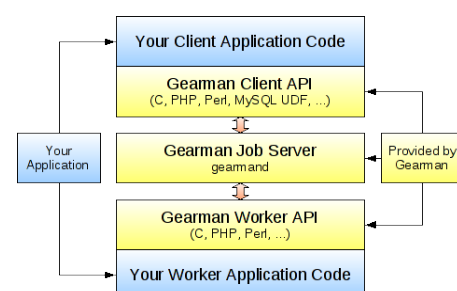 Your Client Application Code
Gearman Client API
(C, PHP, Perl, MySQL UDF, ...)
Your
Application
Gearman Job Server
gearmand
Provided by
Gearman
Gearman Worker API
(C, PHP, Perl, ...)
Your Worker Application Code